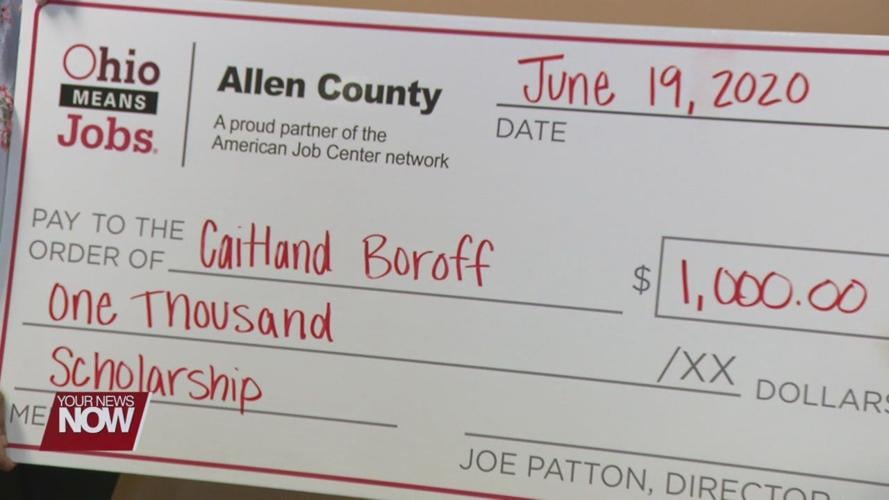 Ohio
MEANS
Jobs.
Allen County
A proud partner of the
American Job Center network
June 19, 2020
DATE
PAY TO THE
ORDER OF Caitland Boroff
$ 1,000.00
One Thousand
/XX DOLLARS
Scholarship
ME
YOUR NEWS
NOW
JOE PATTON, DIRECTOR